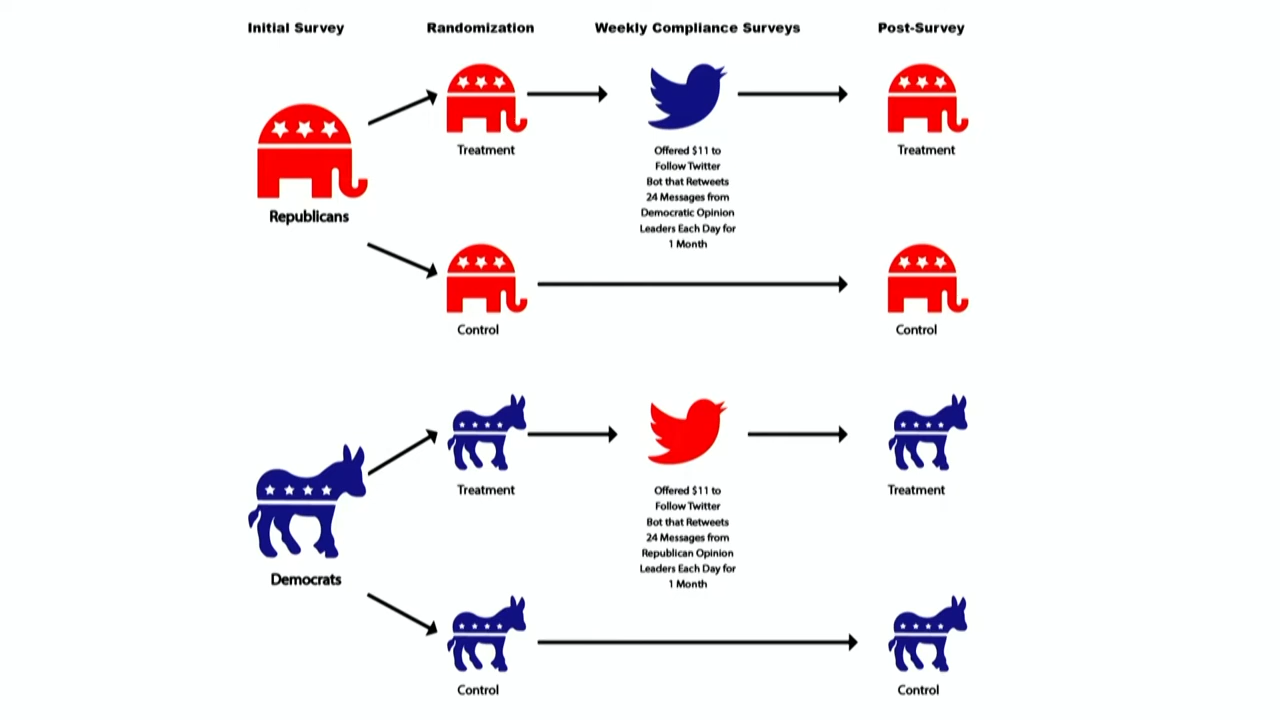 Initial Survey
Randomization
Weekly Compliance Surveys
Post-Survey
Republicans
Treatment
Offered $11 to
Follow Twitter
Bot that Retweets
24 Messages from
Democratic Opinion
Leaders Each Day for
1 Month
Treatment
Control
Control
Democrats
Treatment
Offered $11 to
Follow Twitter
Bot that Retweets
24 Messages from
Republican Opinion
Leaders Each Day for
1 Month
Treatment
Control
Control